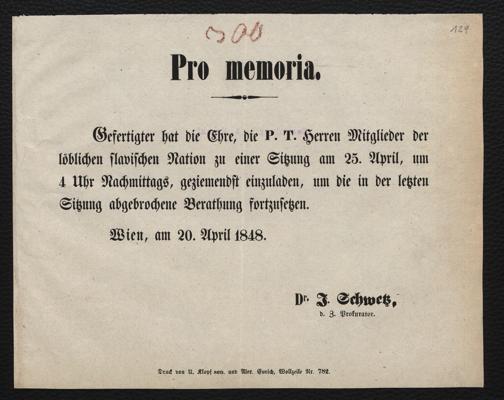 300
129
Pro memoria.
Gefertigter hat die Ehre, die P. T. Herren Mitglieder der
löblichen slavischen Nation zu einer Sitzung am 25. April, um
4 Uhr Nachmittags, geziemendst einzuladen, um die in der letzten
Sitzung abgebrochene Berathung fortzusetzen.
Wien, am 20. April 1848.
Dr. J. Schwetz,
d. Z. Prokurator.
Druck von U. Klopf sen. und Alex. Eurich, Wollzeile Nr. 782.